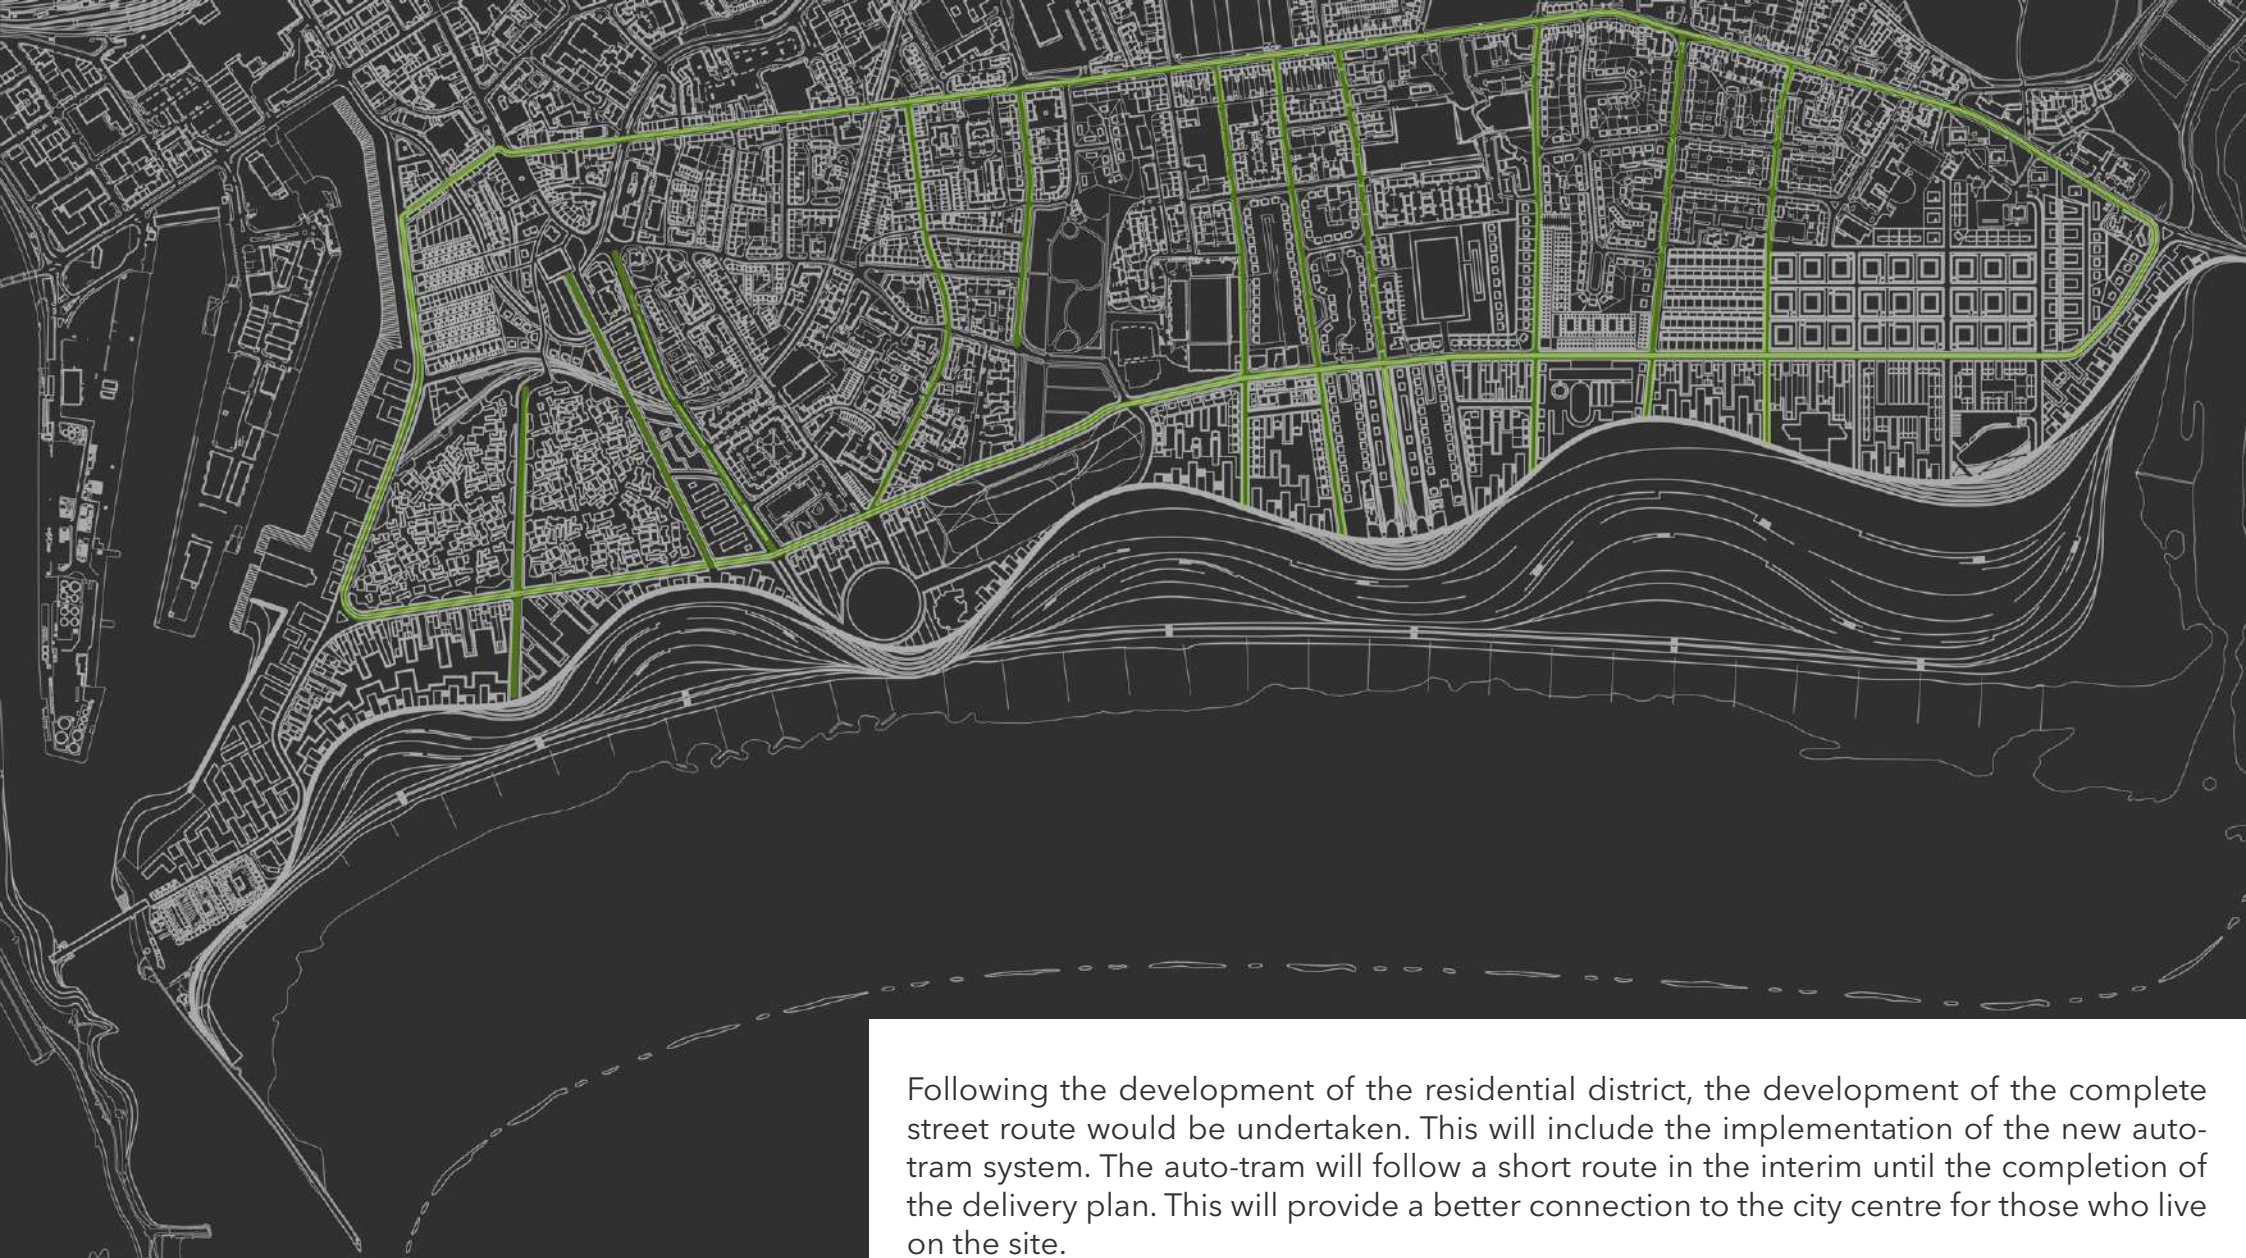 Following the development of the residential district, the development of the complete
street route would be undertaken. This will include the implementation of the new auto-
tram system. The auto-tram will follow a short route in the interim until the completion of
the delivery plan. This will provide a better connection to the city centre for those who live
on the site.